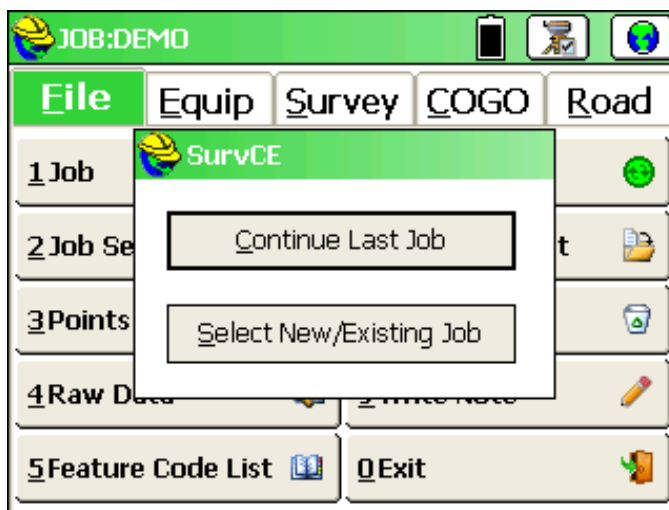 JOB:DEMO
File Equip Survey COGO Road
SurvCE
1 Job
Continue Last Job
2 Job Se
t
3 Points
Select New/Existing Job
4 Raw
5 Feature Code List
0 Exit